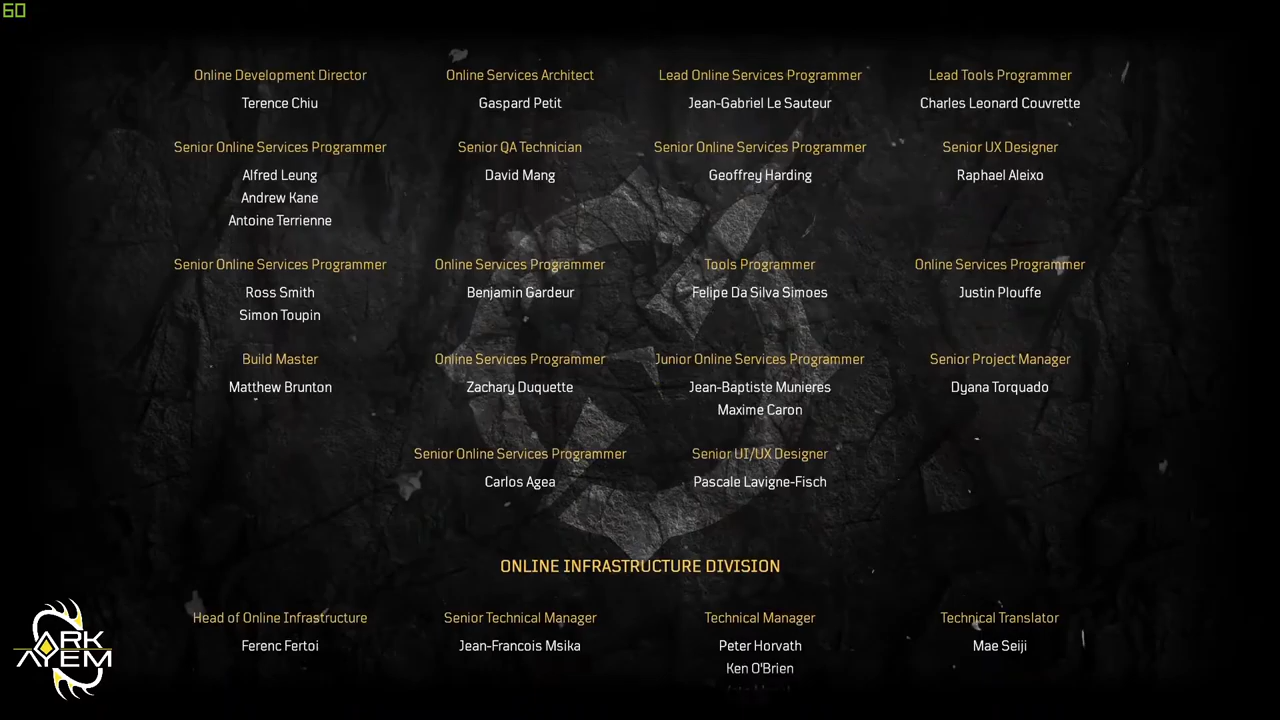 60
Online Development Director
Terence Chiu
Online Services Architect
Gaspard Petit
Lead Online Services Programmer
Jean-Gabriel Le Sauteur
Lead Tools Programmer
Charles Leonard Couvrette
Senior Online Services Programmer
Alfred Leung
Andrew Kane
Antoine Terrienne
Senior QA Technician
David Mang
Senior Online Services Programmer
Geoffrey Harding
Senior UX Designer
Raphael Aleixo
Senior Online Services Programmer
Ross Smith
Simon Toupin
Online Services Programmer
Benjamin Gardeur
Tools Programmer
Felipe Da Silva Simoes
Online Services Programmer
Justin Plouffe
Build Master
Matthew Brunton
Online Services Programmer
Zachary Duquette
Junior Online Services Programmer
Jean-Baptiste Munieres
Maxime Caron
Senior Project Manager
Dyana Torquado
Senior Online Services Programmer
Carlos Agea
Senior UI/UX Designer
Pascale Lavigne-Fisch
ONLINE INFRASTRUCTURE DIVISION
Head of Online Infrastructure
Ferenc Fertoi
Senior Technical Manager
Jean-Francois Msika
Technical Manager
Peter Horvath
Ken O'Brien
Technical Translator
Mae Seiji
ARK
AYEM